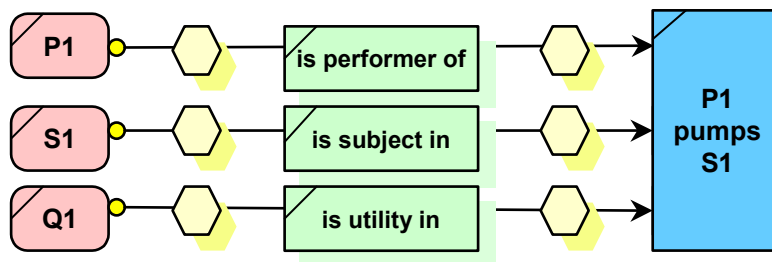 P1
is performer of
S1
is subject in
Q1
is utility in
P1
pumps
S1